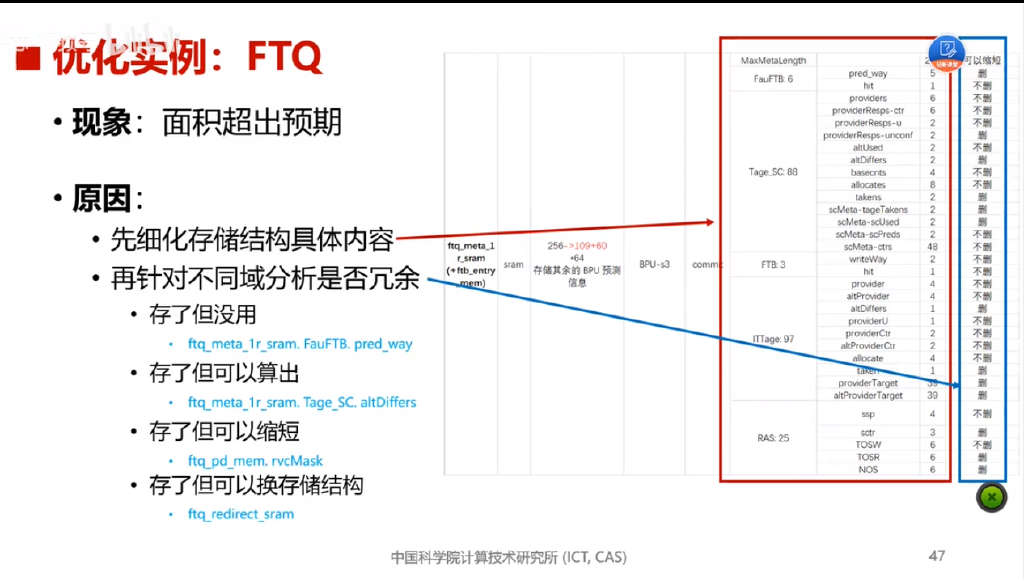 优化实例：FTQ
• 现象：面积超出预期
• 原因：
• 先细化存储结构具体内容
• 再针对不同域分析是否冗余
• 存了但没用
• ftq_meta_1r_sram. FauFTB. pred_way
• 存了但可以算出
• ftq_meta_1r_sram. Tage_SC. altDiffers
• 存了但可以缩短
• ftq_pd_mem. rvcMask
• 存了但可以换存储结构
• ftq_redirect_sram
ftq_meta_1
r_sram
(+ftb_entry
_mem)
sram
256->109+60
+64
存储其余的 BPU 预测
信息
BPU-s3
commit
MaxMetaLength 可以缩短
FauFTB: 6
pred_way 5 删
hit 1 不删
Tage_SC: 88
providers 6 不删
providerResps-ctr 6 不删
providerResps-u 2 不删
providerResps-unconf 2 删
altUsed 2 不删
altDiffers 2 删
basecnts 4 不删
allocates 8 不删
takens 2 删
scMeta-tageTakens 2 删
scMeta-scUsed 2 删
scMeta-scPreds 2 不删
scMeta-ctrs 48 不删
FTB: 3
writeWay 2 不删
hit 1 不删
ITTage: 97
provider 4 不删
altProvider 4 不删
altDiffers 1 删
providerU 1 不删
providerCtr 2 不删
altProviderCtr 2 不删
allocate 4 不删
taken 1 删
providerTarget 39 删
altProviderTarget 39 删
RAS: 25
ssp 4 不删
sctr 3 删
TOSW 6 不删
TOSR 6 删
NOS 6 删
中国科学院计算技术研究所 (ICT, CAS)
47